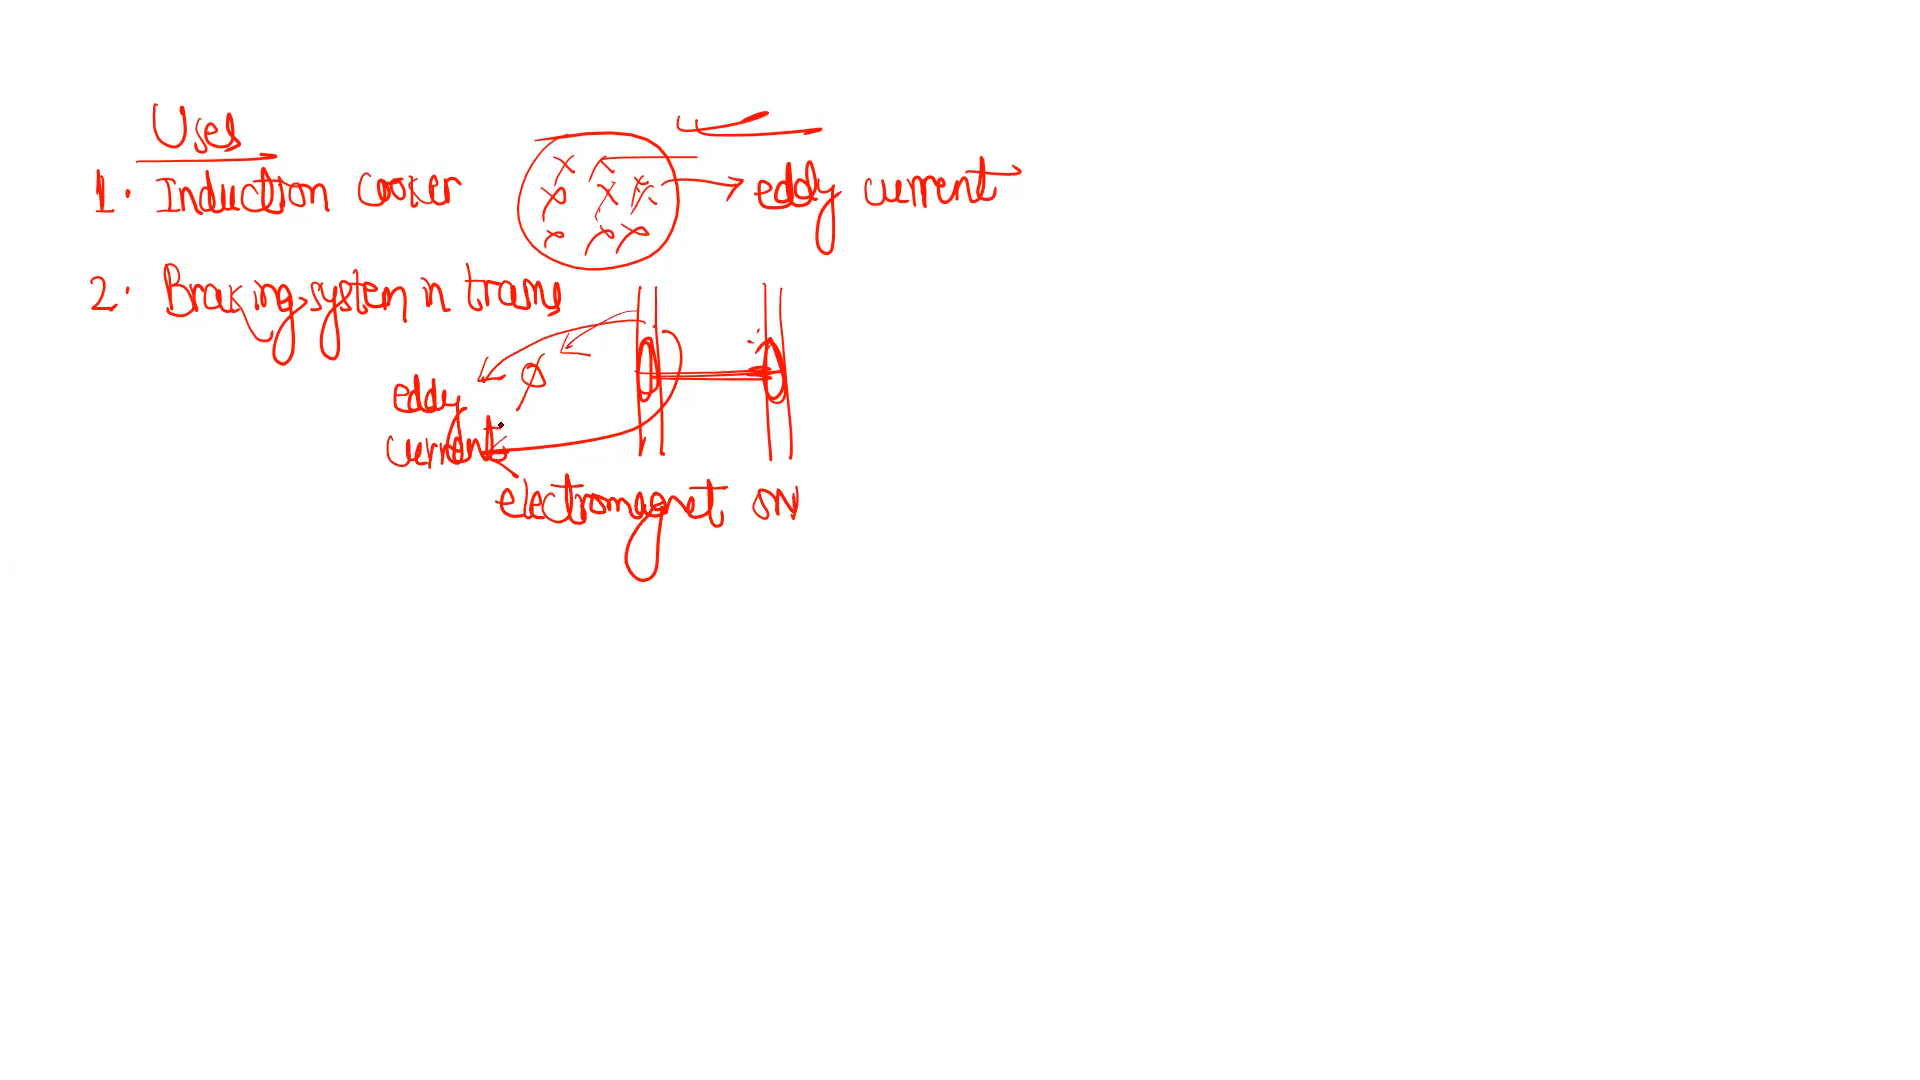 Uses
1. Induction cooker
eddy current
2. Braking system in trains
φ
eddy
current
electromagnet ON